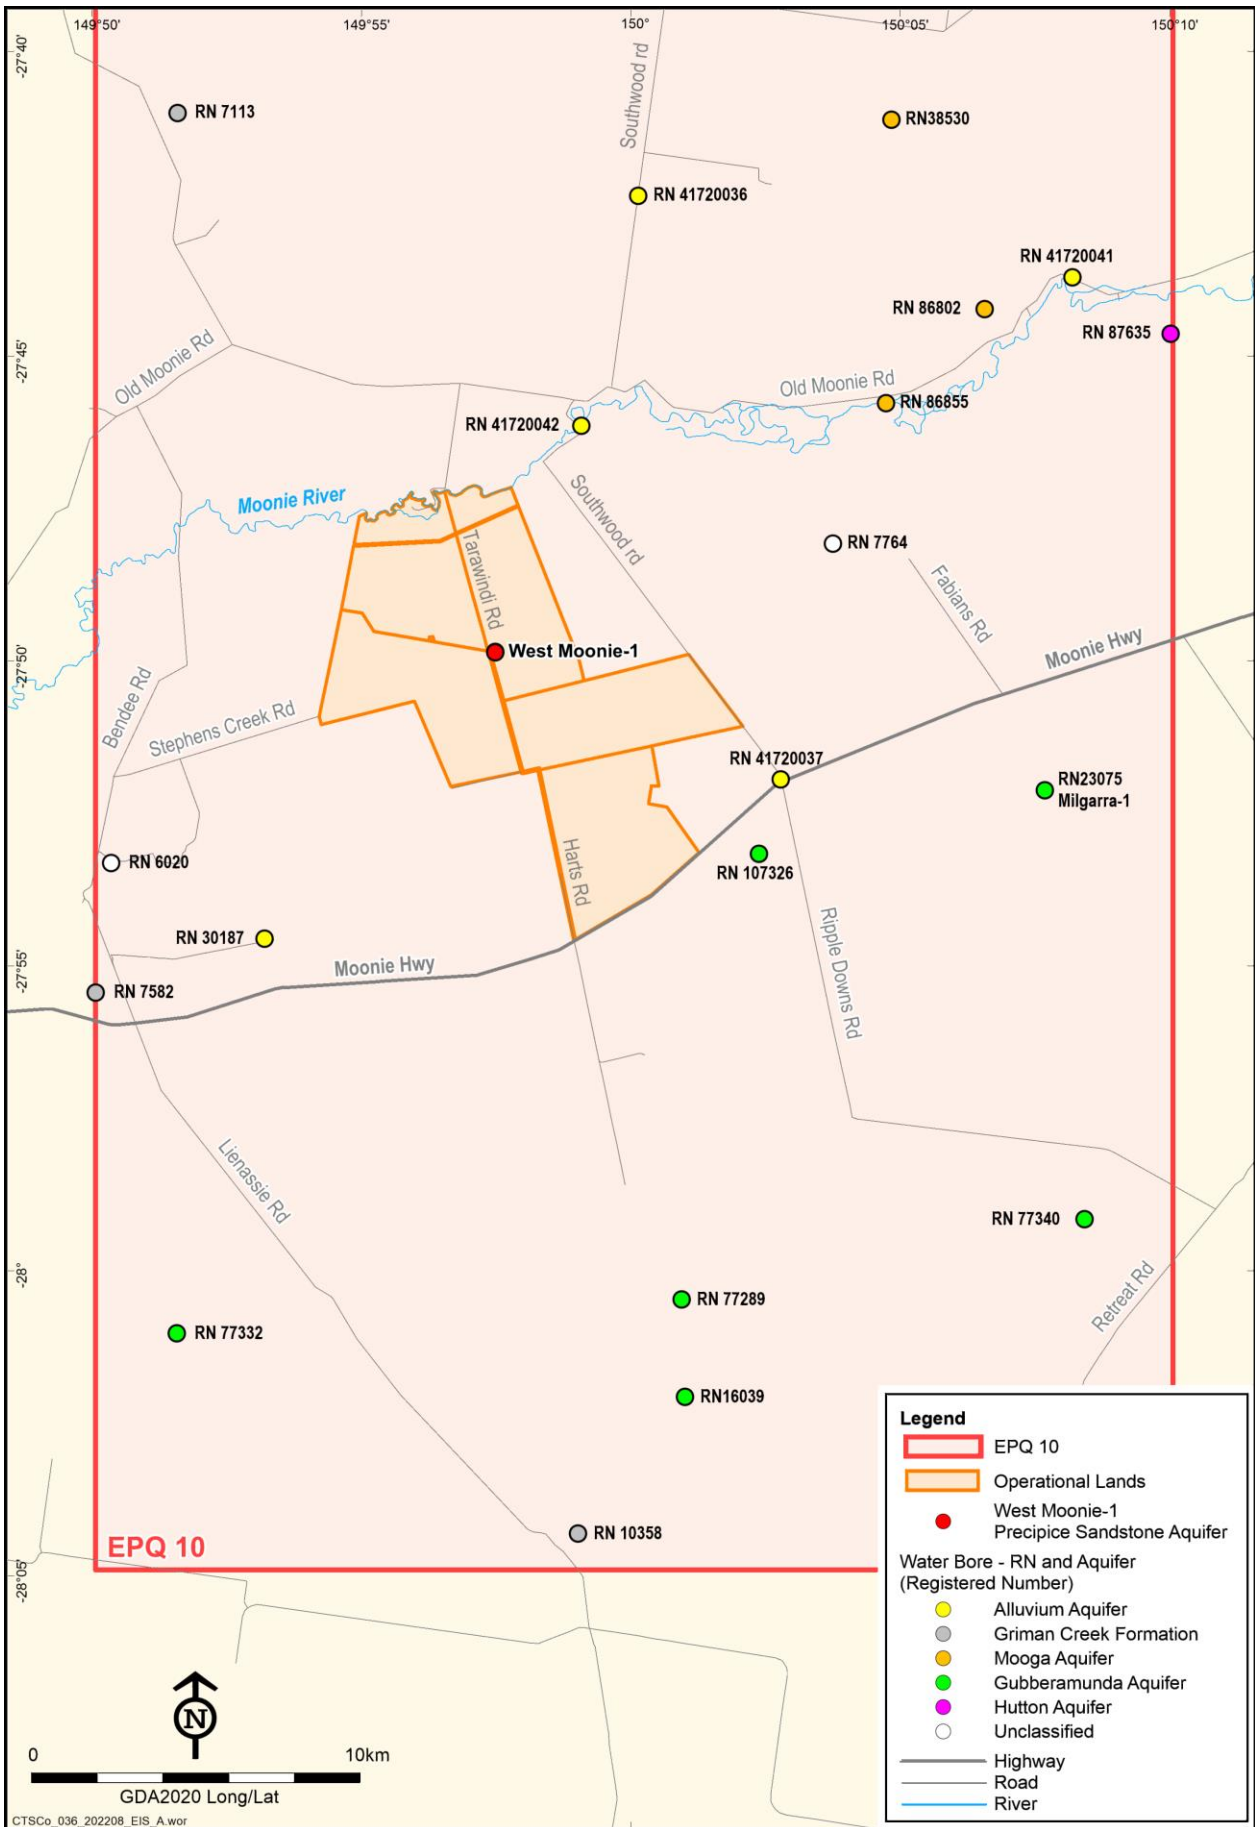 149°50'
149°55'
150°
150°05'
150°10'
-27°40'
RN 7113
Southwood rd
RN38530
RN 41720036
RN 41720041
RN 86802
RN 87635
-27°45'
Old Moonie Rd
Old Moonie Rd
RN 86855
RN 41720042
Moonie River
Southwood rd
Tarawindi Rd
RN 7764
Fabians Rd
Moonie Hwy
West Moonie-1
-27°50'
Bendee Rd
Stephens Creek Rd
RN 41720037
RN23075
Milgarra-1
RN 6020
Harts Rd
RN 107326
RN 30187
Ripple Downs Rd
-27°55'
Moonie Hwy
RN 7582
Lienassie Rd
RN 77340
-28°
Retreat Rd
RN 77289
RN 77332
RN16039
RN 10358
EPQ 10
-28°05'
Legend
EPQ 10
Operational Lands
West Moonie-1
Precipice Sandstone Aquifer
Water Bore - RN and Aquifer
(Registered Number)
Alluvium Aquifer
Griman Creek Formation
Mooga Aquifer
Gubberamunda Aquifer
Hutton Aquifer
Unclassified
Highway
Road
River
N
0 10km
GDA2020 Long/Lat
CTSCo_036_202208_EIS_A.wor